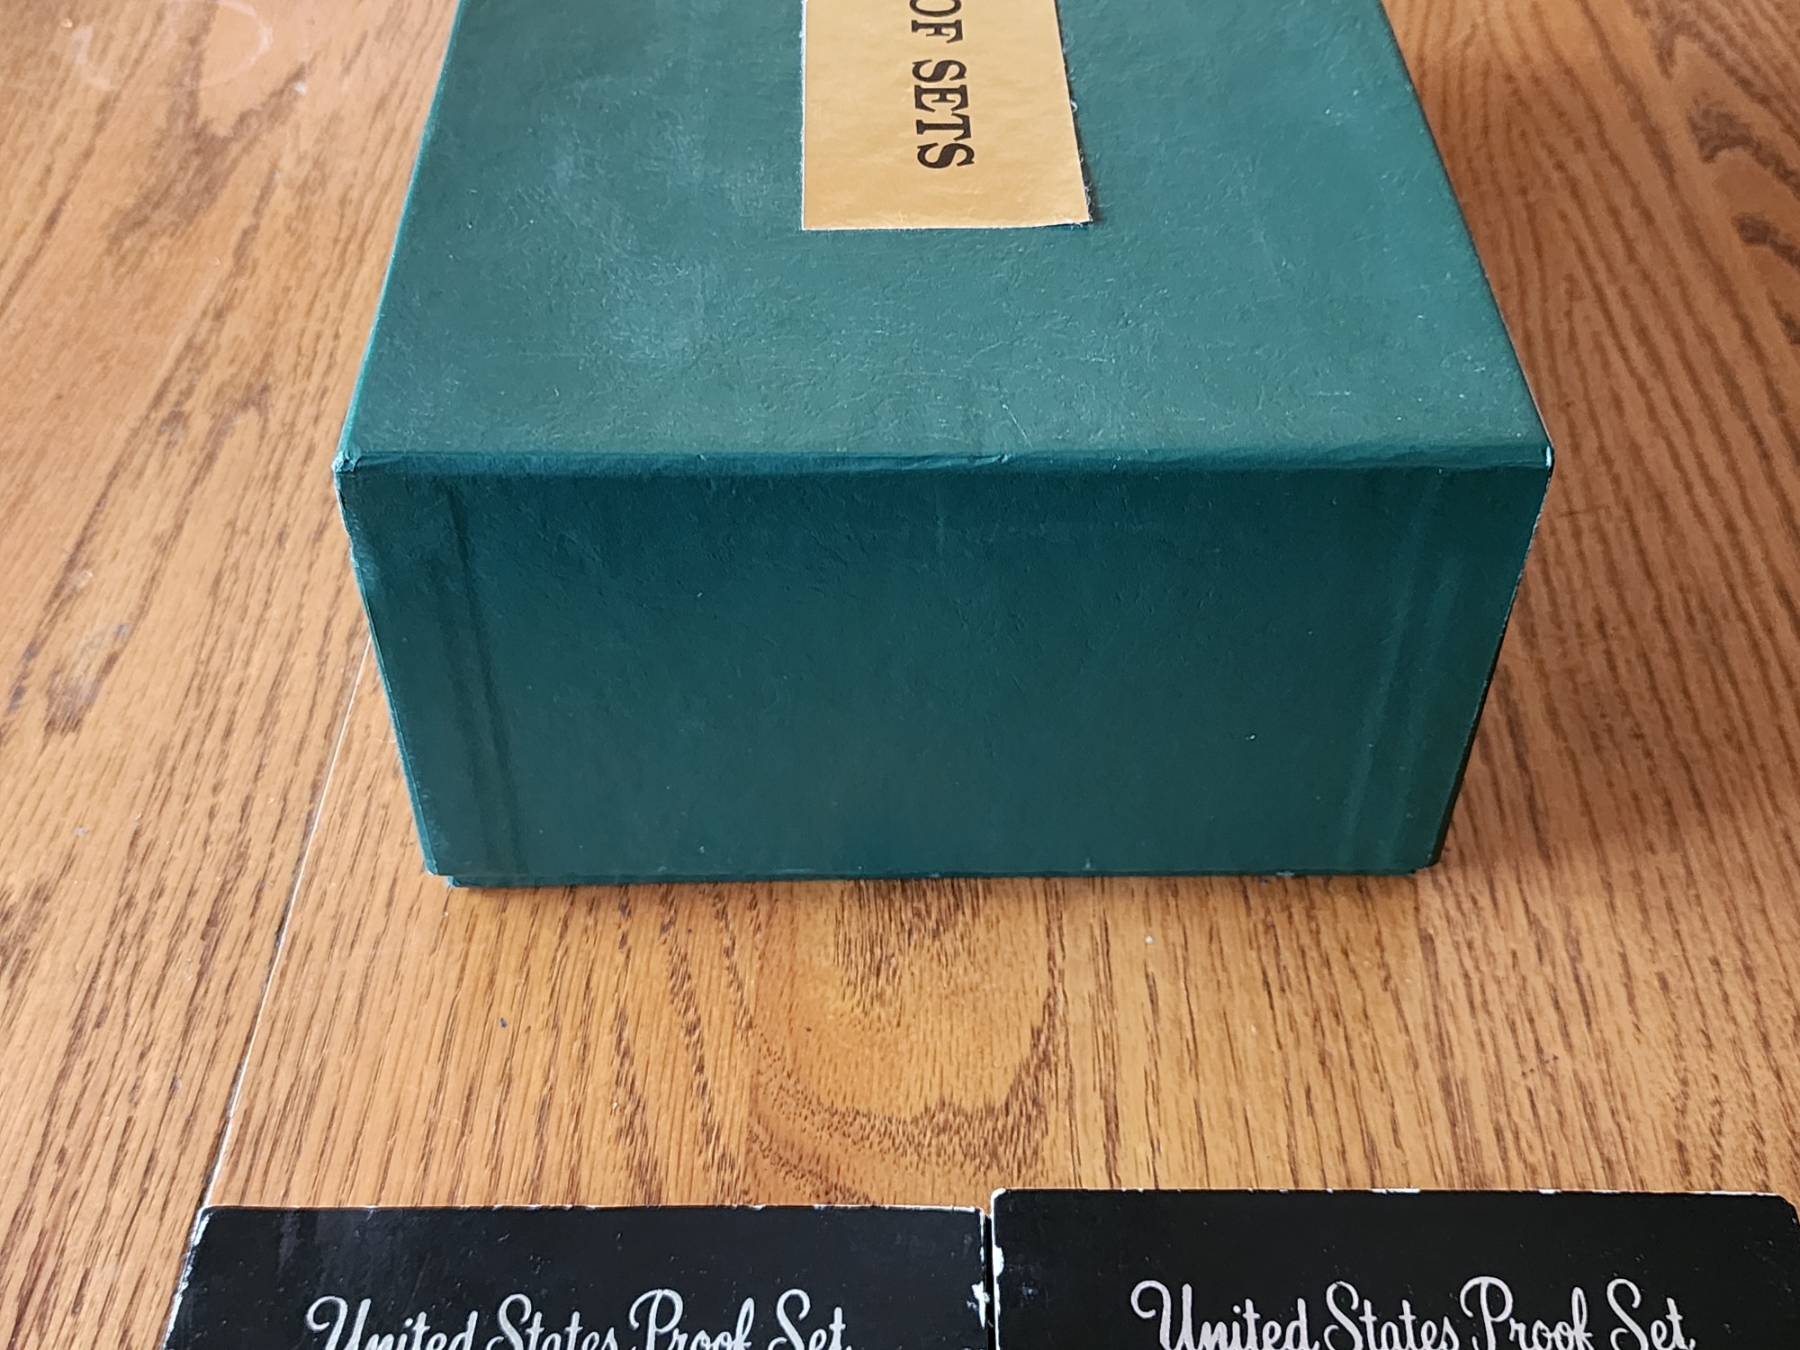 OF SETS
United States Proof Set
United States Proof Set